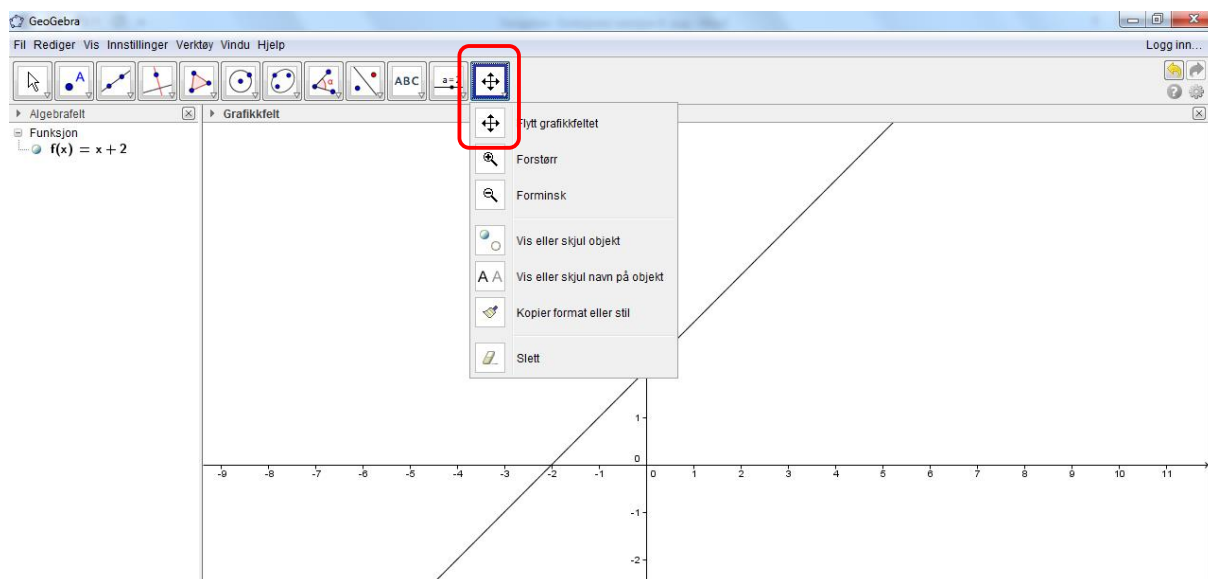 GeoGebra
Fil Rediger Vis Innstillinger Verktøy Vindu Hjelp
Logg inn...
A
ABC
a=2
Algebrafelt
Grafikkfelt
Funksjon
f(x) = x + 2
Flytt grafikkfeltet
Forstørr
Forminsk
Vis eller skjul objekt
A A
Vis eller skjul navn på objekt
Kopier format eller stil
Slett
1
0
-9 -8 -7 -6 -5 -4 -3 -2 -1 0 1 2 3 4 5 6 7 8 9 10 11
-1
-2